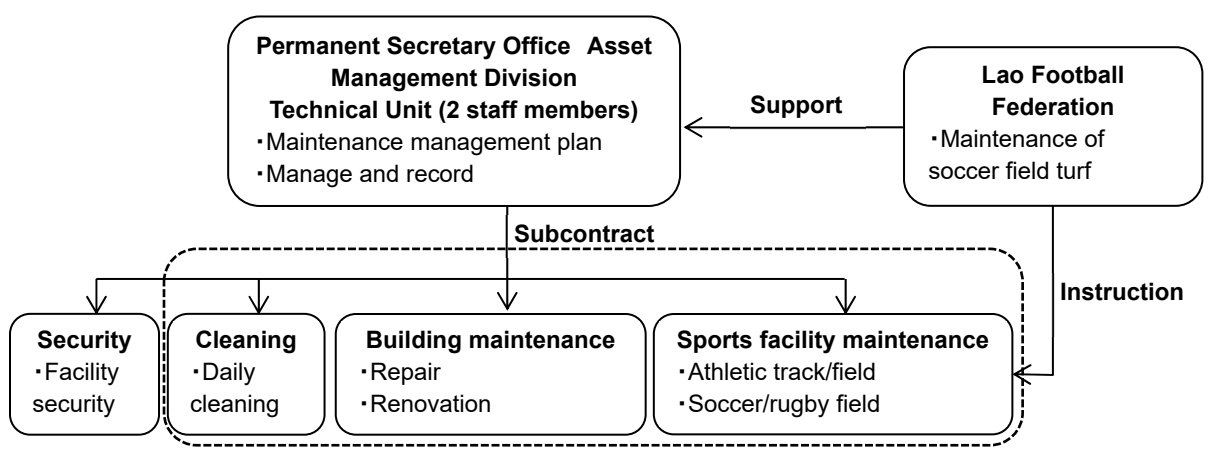 Permanent Secretary Office Asset
Management Division
Technical Unit (2 staff members)
・Maintenance management plan
・Manage and record
Support
Lao Football
Federation
・Maintenance of
soccer field turf
Subcontract
Instruction
Security
・Facility
security
Cleaning
・Daily
cleaning
Building maintenance
・Repair
・Renovation
Sports facility maintenance
・Athletic track/field
・Soccer/rugby field